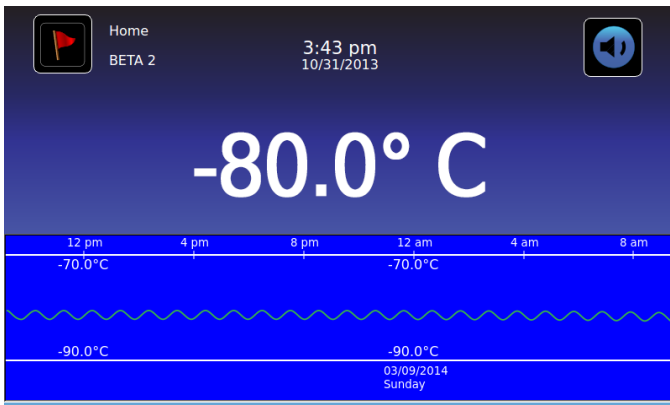 Home
BETA 2
3:43 pm
10/31/2013
-80.0° C
12 pm 4 pm 8 pm 12 am 4 am 8 am
-70.0°C -70.0°C
-90.0°C -90.0°C
03/09/2014
Sunday